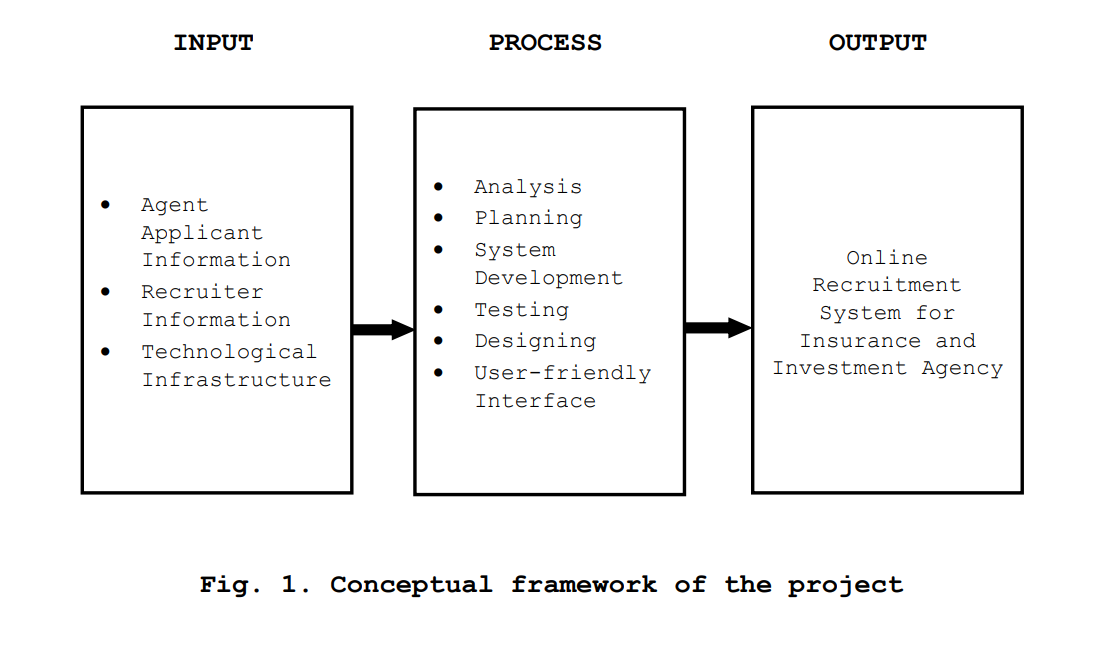 INPUT
PROCESS
OUTPUT
• Agent
Applicant
Information
• Recruiter
Information
• Technological
Infrastructure
• Analysis
• Planning
• System
Development
• Testing
• Designing
• User-friendly
Interface
Online
Recruitment
System for
Insurance and
Investment Agency
Fig. 1. Conceptual framework of the project